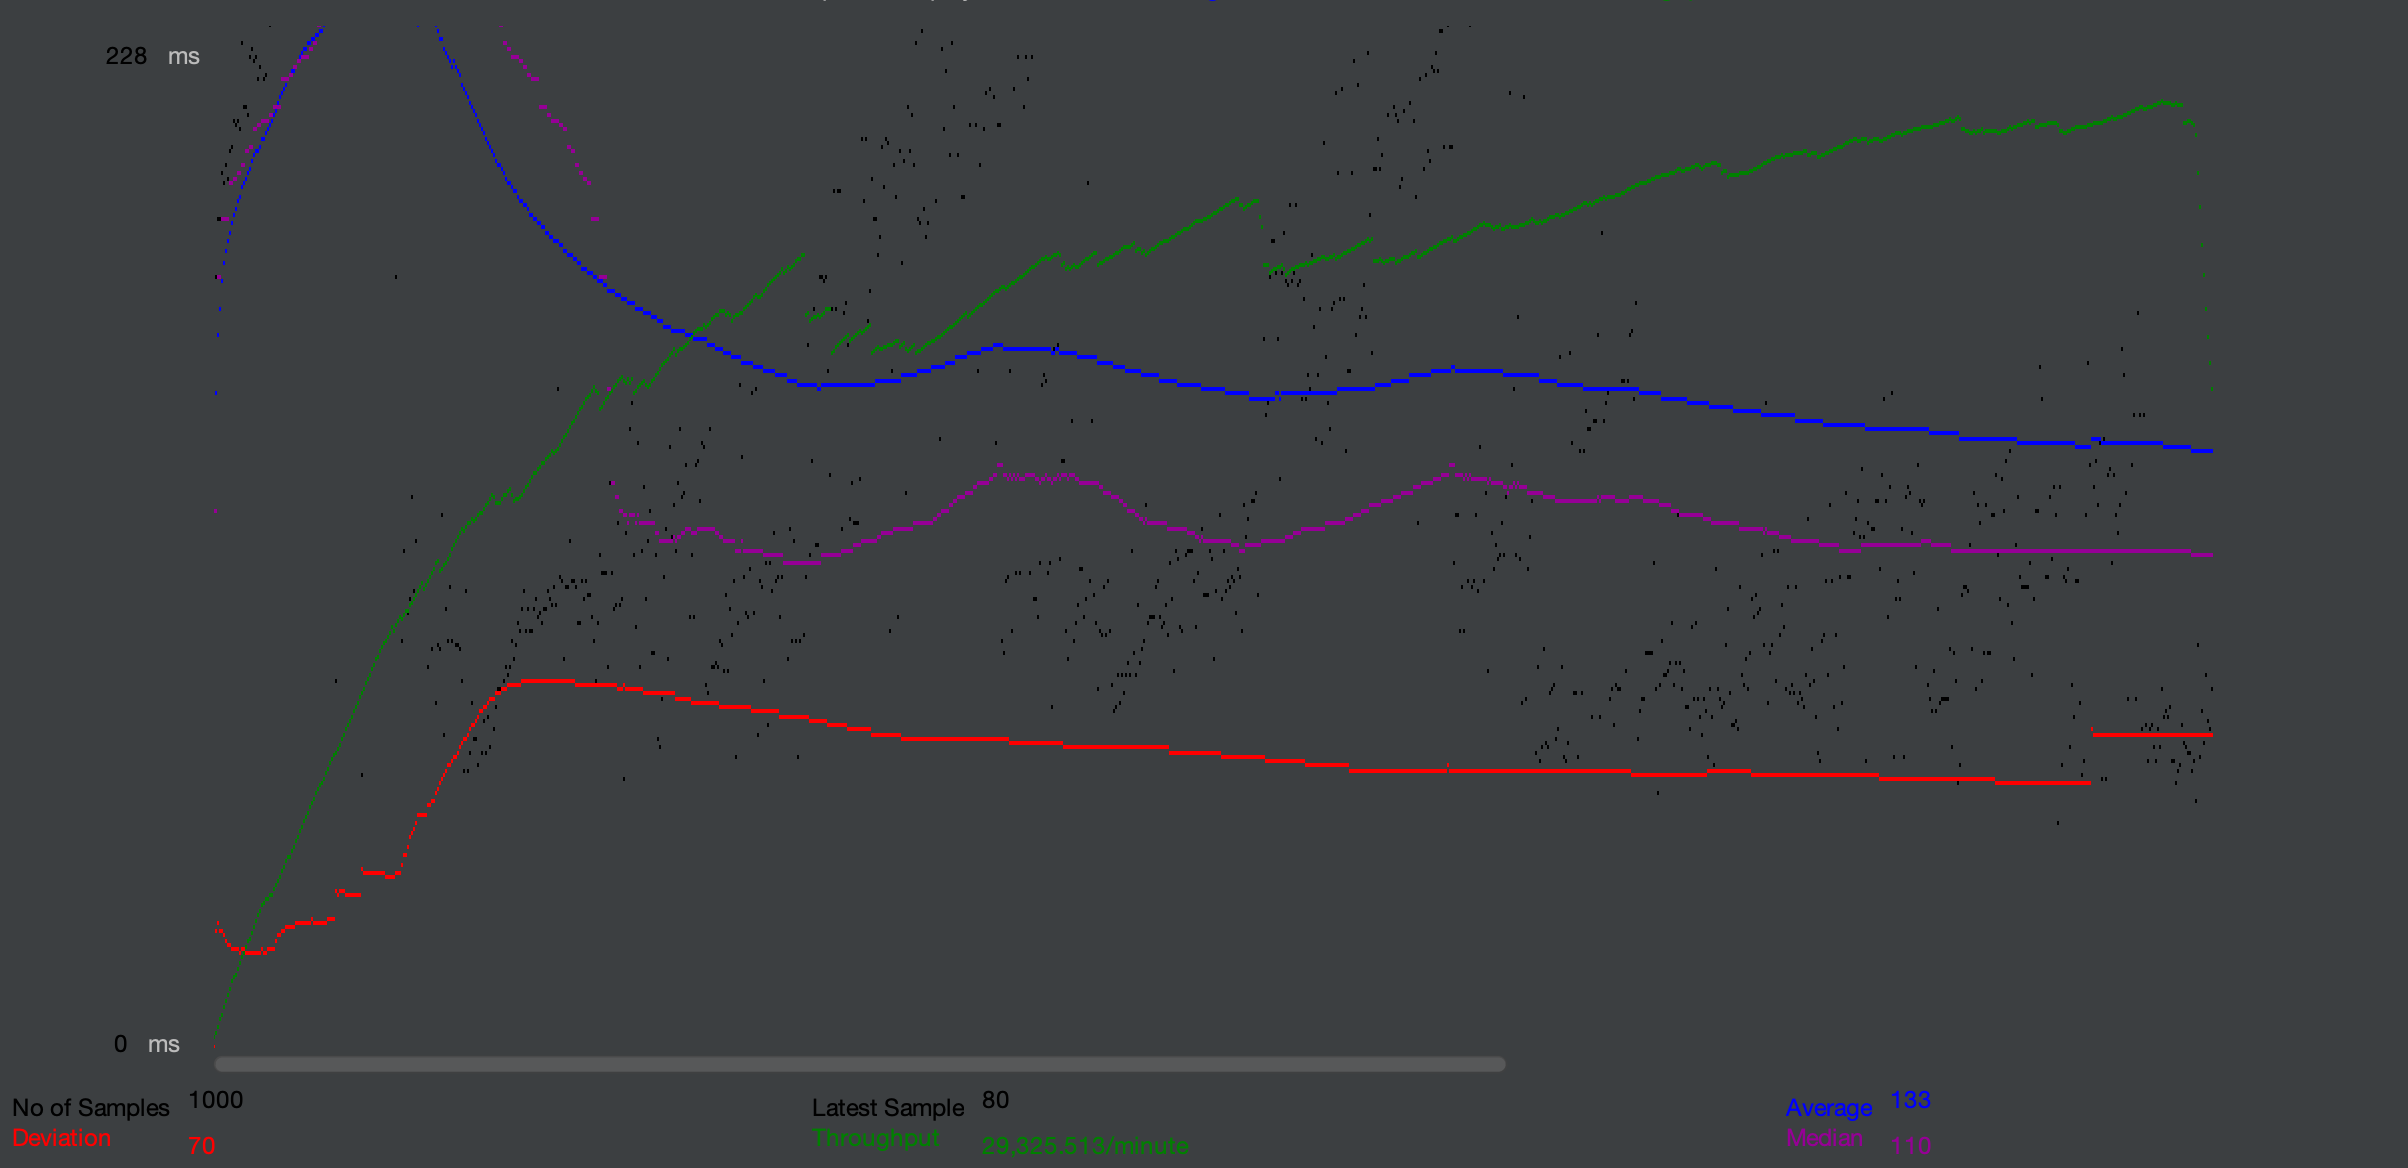 228 ms
0 ms
No of Samples 1000 Latest Sample 80 Average 133
Deviation 70 Throughput 29,325.513/minute Median 110